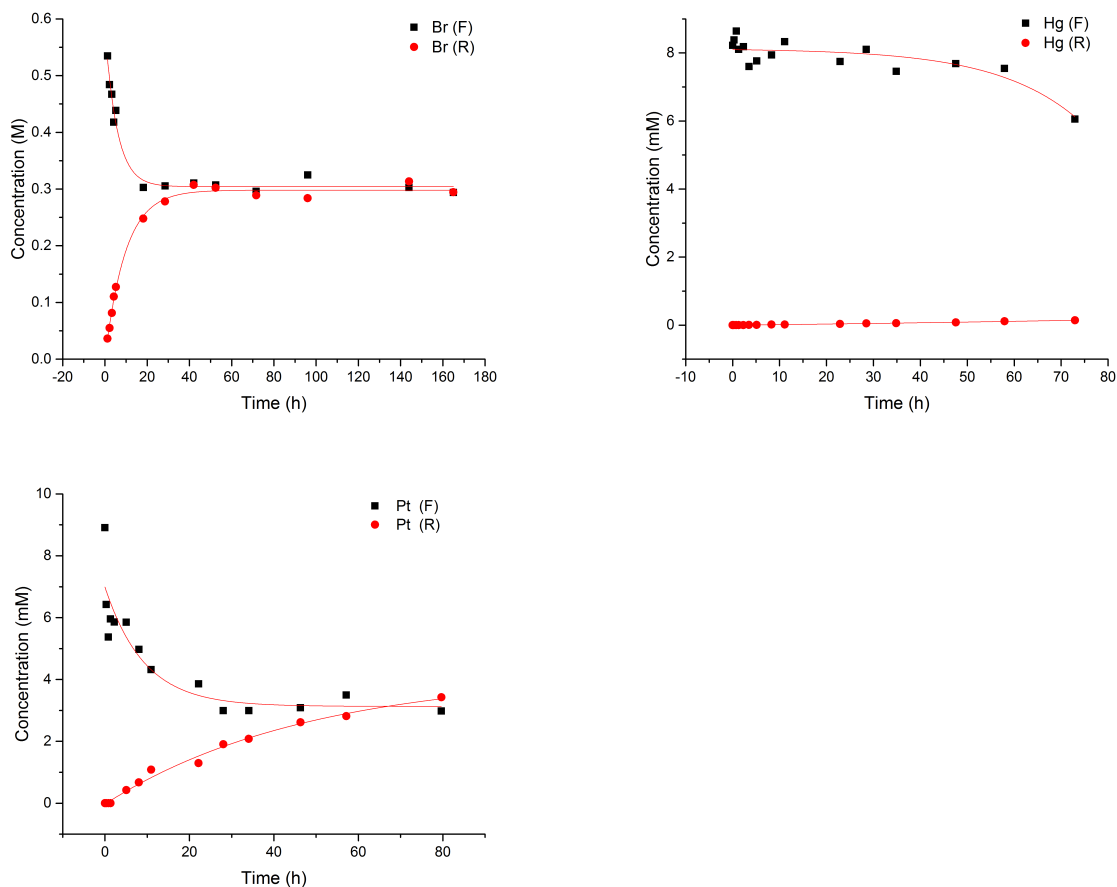 0.6
0.5
0.4
0.3
0.2
0.1
0.0
Concentration (M)
Br (F)
Br (R)
-20 0 20 40 60 80 100 120 140 160 180
Time (h)
8
6
4
2
0
Concentration (mM)
Hg (F)
Hg (R)
-10 0 10 20 30 40 50 60 70 80
Time (h)
10
8
6
4
2
0
Concentration (mM)
Pt (F)
Pt (R)
0 20 40 60 80
Time (h)